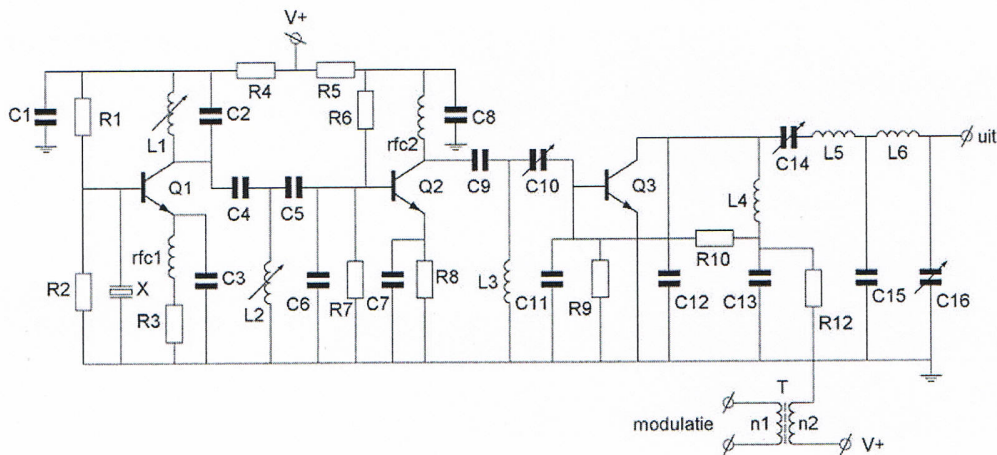 V+
R4 R5
C1 R1 C2 R6 C8
L1 rfc2
uit
C14 L5 L6
Q1 Q2 C9 C10 Q3
C4 C5 L4
rfc1
R2 X C3 R8 L3 R10
R3 L2 C6 R7 C7 C11 R9 C12 C13 R12 C15 C16
T
modulatie n1 n2 V+